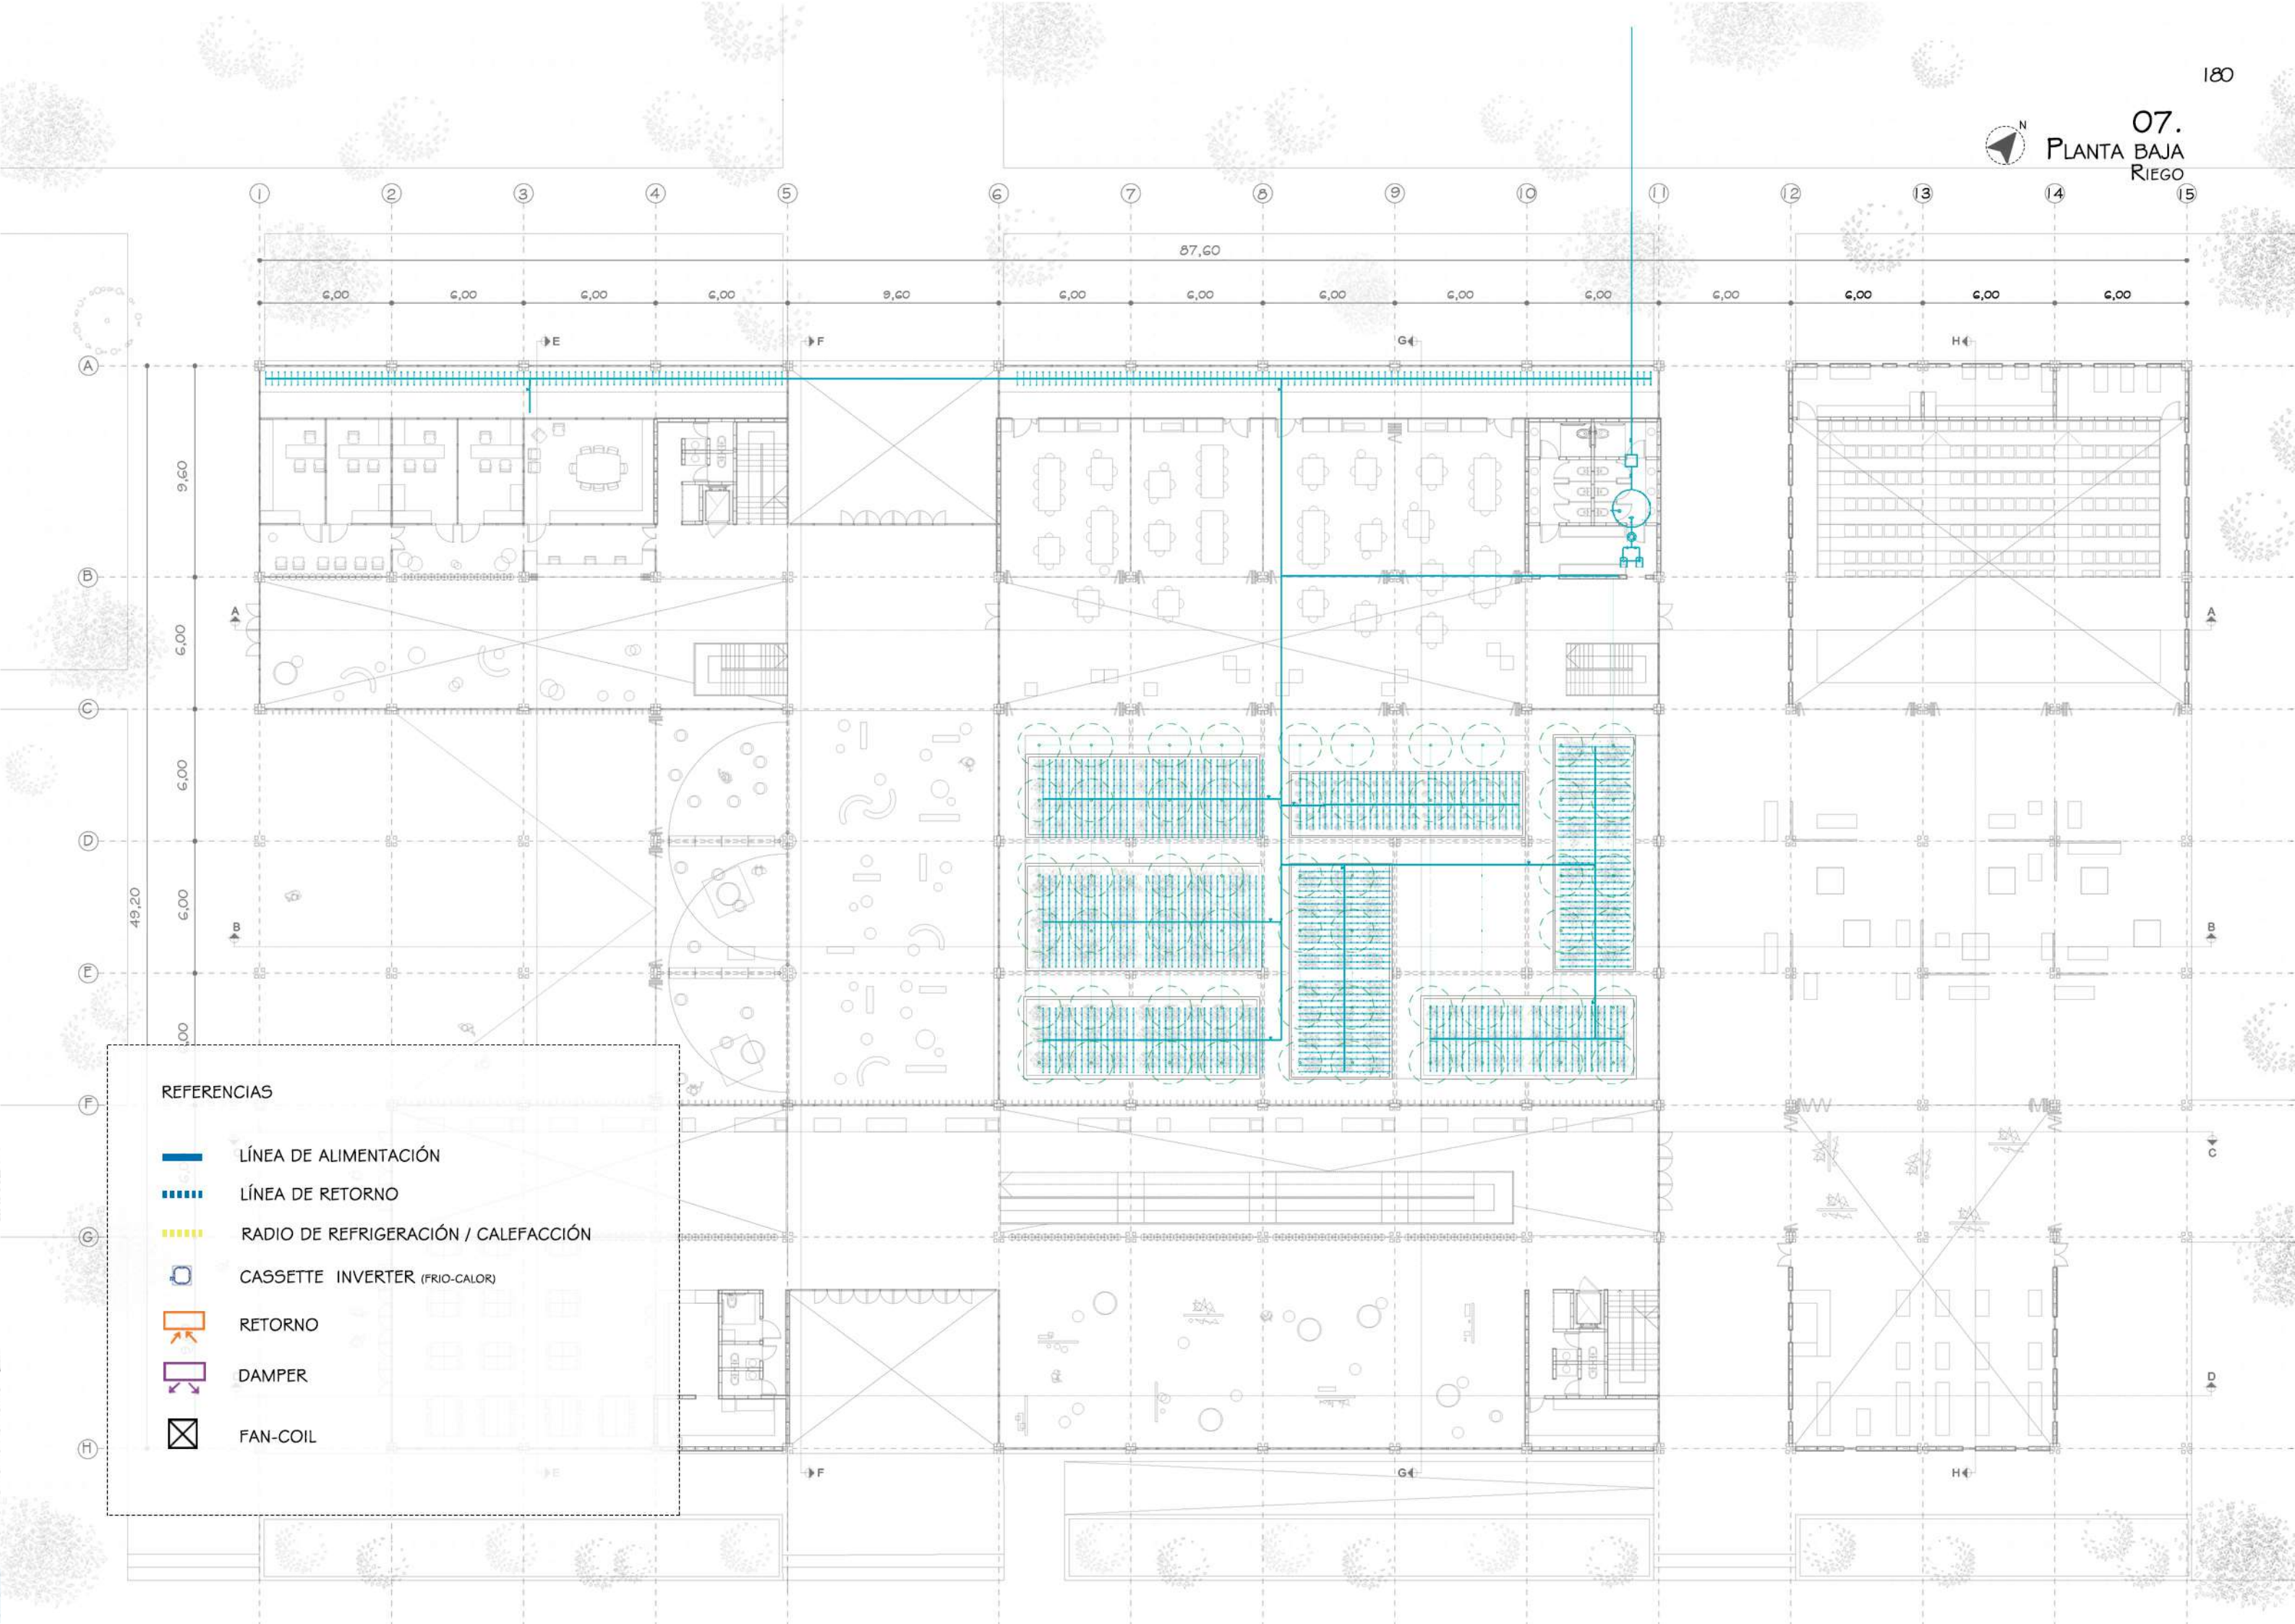 180
07.
PLANTA BAJA
RIEGO
N
1 2 3 4 5 6 7 8 9 10 11 12 13 14 15
87,60
6,00 6,00 6,00 6,00 9,60 6,00 6,00 6,00 6,00 6,00 6,00 6,00 6,00 6,00
E F G H
A
9,60
B
A A
6,00
C
6,00
D
49,20
6,00
B B
E
F
C
G
D
H
E F G H
REFERENCIAS
LÍNEA DE ALIMENTACIÓN
LÍNEA DE RETORNO
RADIO DE REFRIGERACIÓN / CALEFACCIÓN
CASSETTE INVERTER (FRIO-CALOR)
RETORNO
DAMPER
FAN-COIL